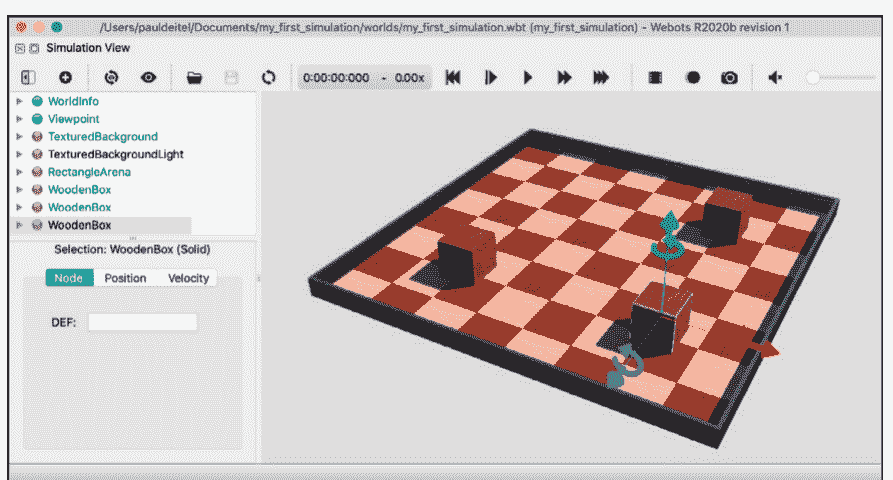 /Users/pauldeitel/Documents/my_first_simulation/worlds/my_first_simulation.wbt (my_first_simulation) — Webots R2020b revision 1
Simulation View
0:00:00:000 - 0.00x
WorldInfo
Viewpoint
TexturedBackground
TexturedBackgroundLight
RectangleArena
WoodenBox
WoodenBox
WoodenBox
Selection: WoodenBox (Solid)
Node Position Velocity
DEF: